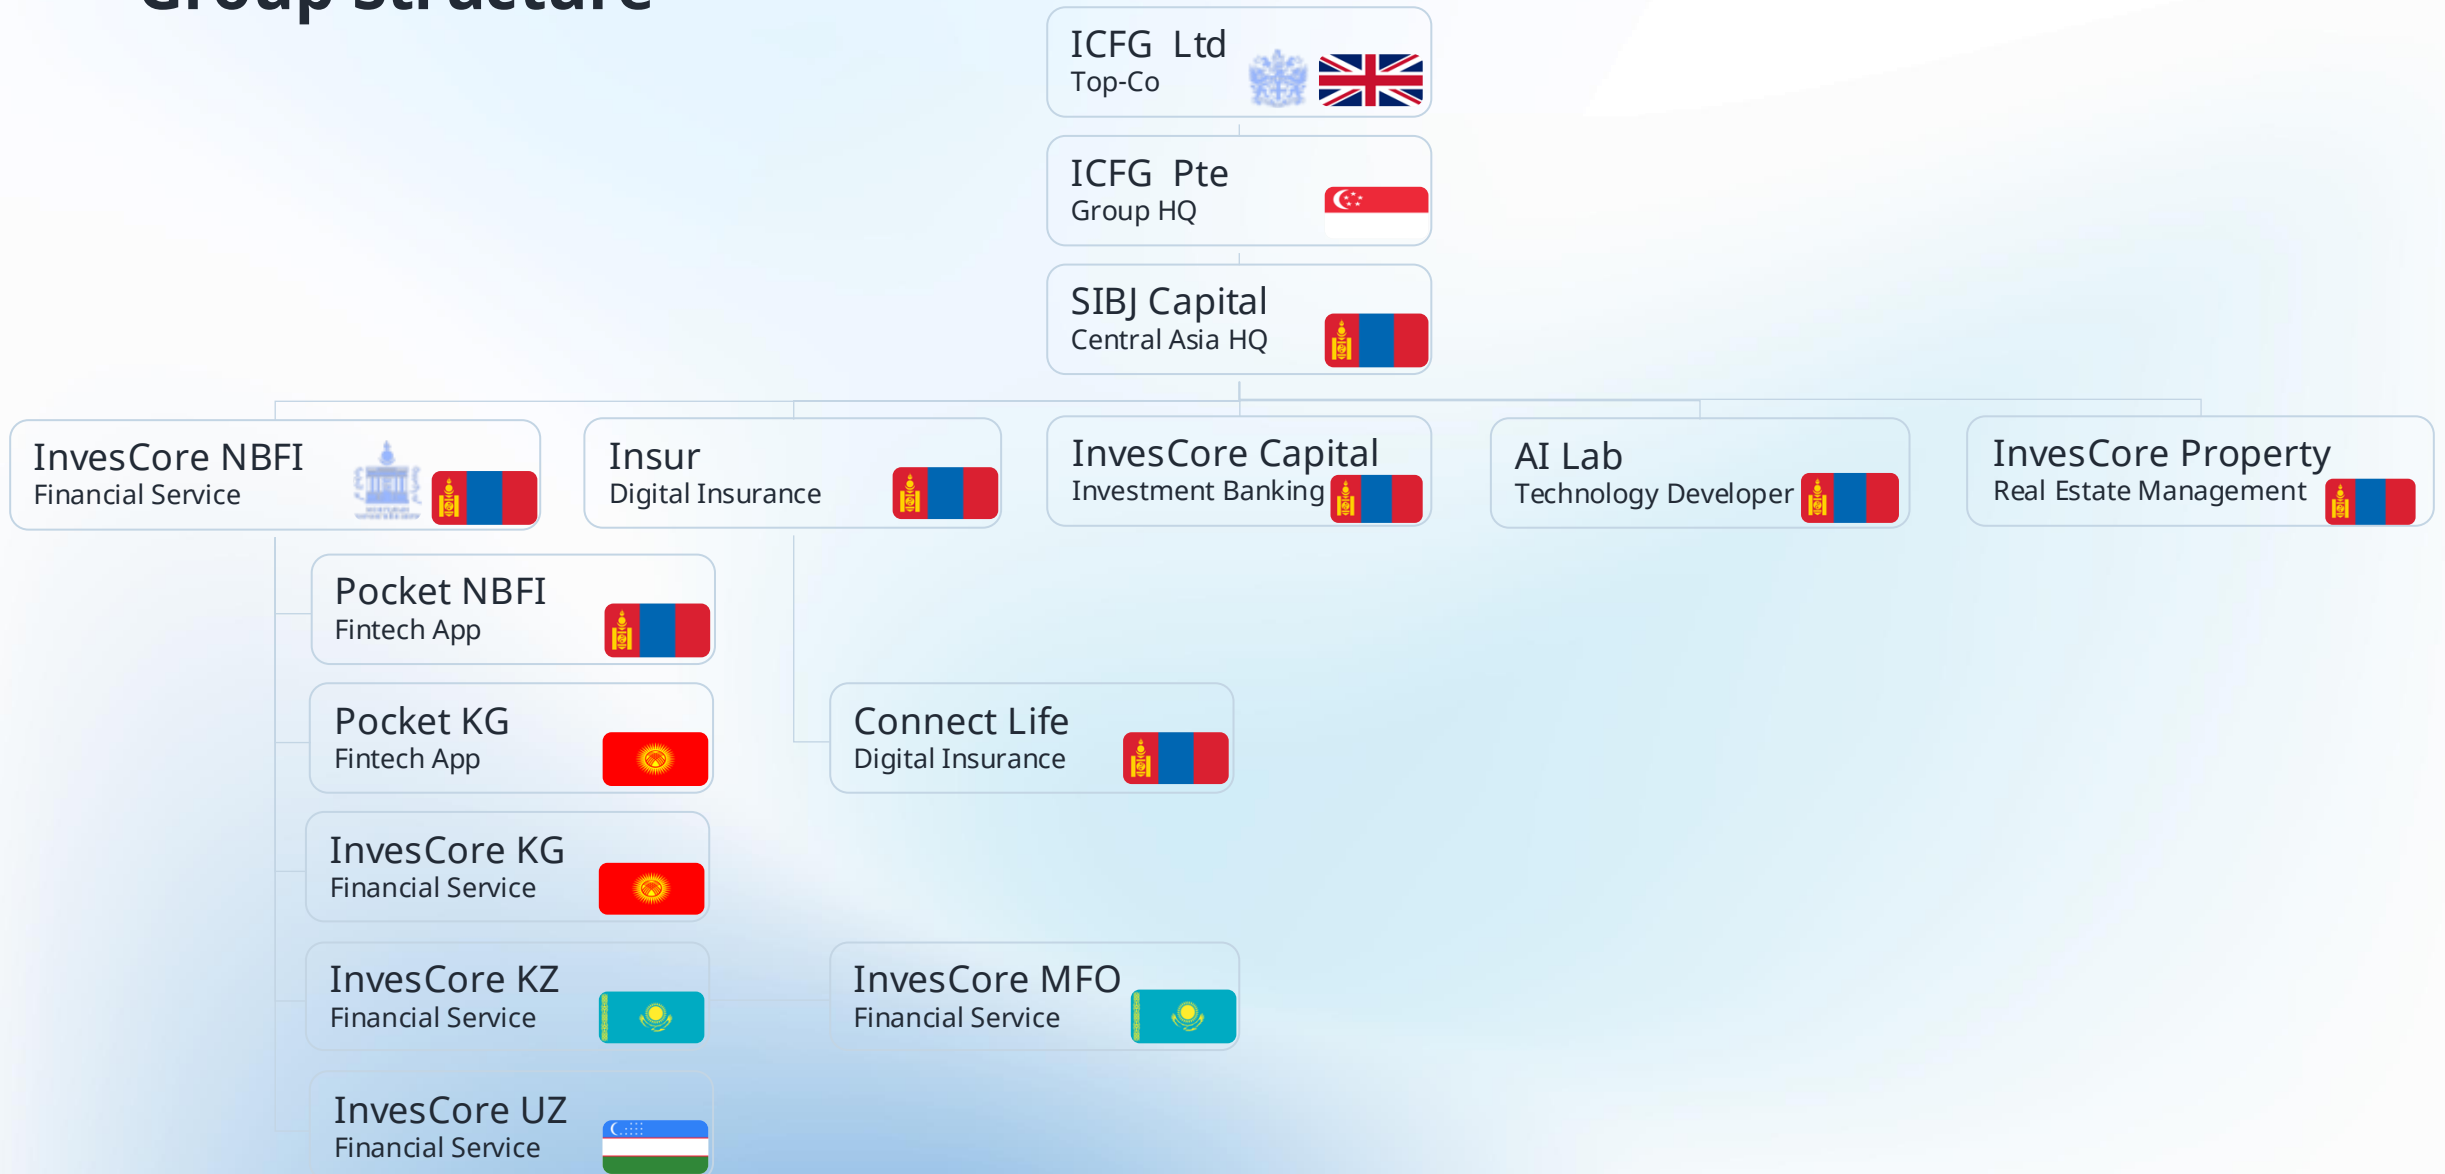 Group Structure
ICFG Ltd
Top-Co
ICFG Pte
Group HQ
SIBJ Capital
Central Asia HQ
InvesCore NBFI
Financial Service
Insur
Digital Insurance
InvesCore Capital
Investment Banking
AI Lab
Technology Developer
InvesCore Property
Real Estate Management
Pocket NBFI
Fintech App
Pocket KG
Fintech App
Connect Life
Digital Insurance
InvesCore KG
Financial Service
InvesCore KZ
Financial Service
InvesCore MFO
Financial Service
InvesCore UZ
Financial Service